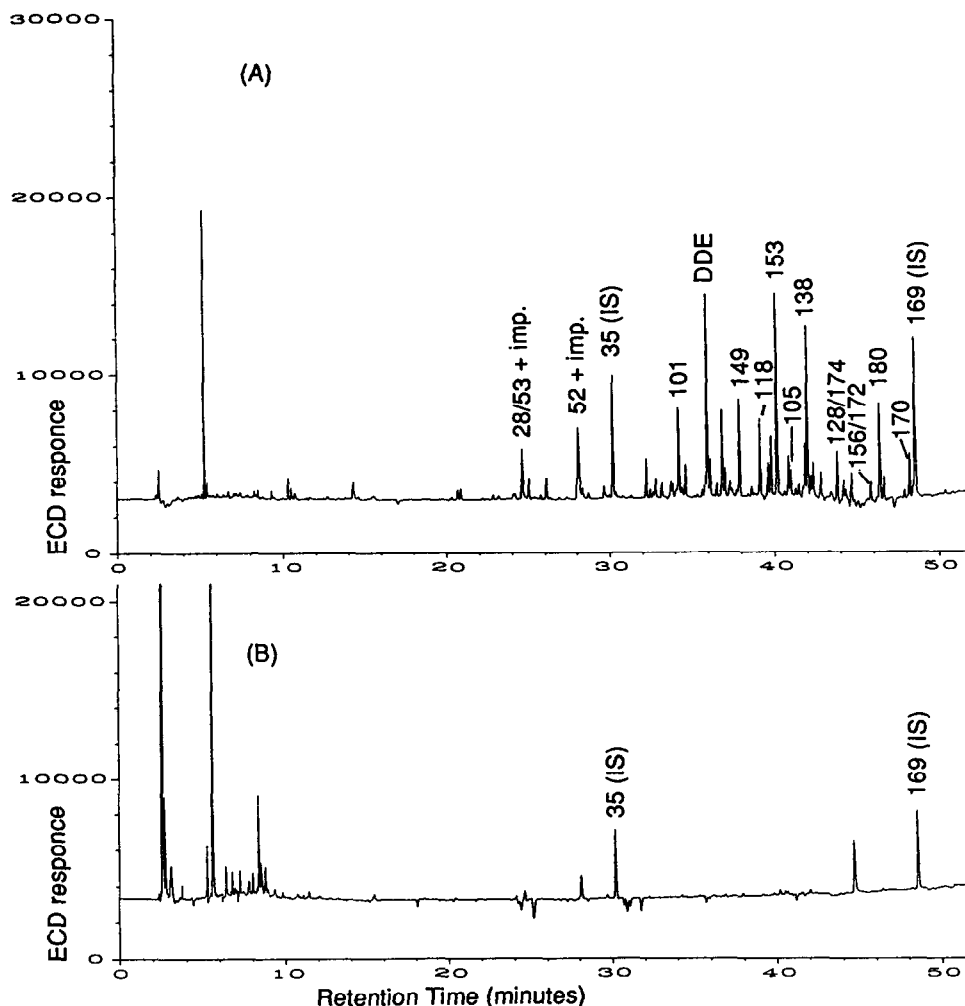 30000
(A)
20000
10000
0
ECD responce
28/53 + imp.
52 + imp.
35 (IS)
101
DDE
149
118
153
105
138
128/174
156/172
180
170
169 (IS)
0
10
20
30
40
50
20000
(B)
10000
0
ECD responce
35 (IS)
169 (IS)
0
10
20
30
40
50
Retention Time (minutes)